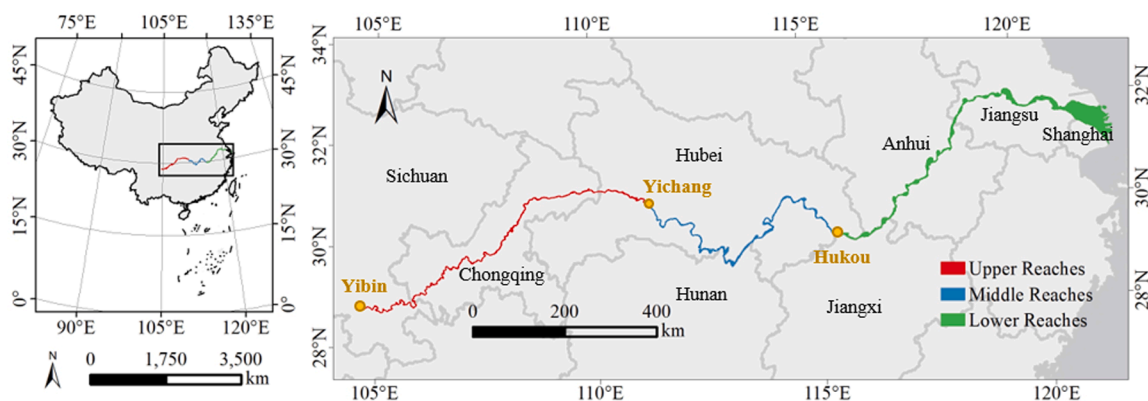 75°E 105°E 135°E
45°N
30°N
15°N
0°
45°N
30°N
15°N
0°
90°E 105°E 120°E
N
0 1,750 3,500
km
105°E 110°E 115°E 120°E
34°N
32°N
30°N
28°N
32°N
30°N
28°N
N
Sichuan
Hubei
Anhui
Jiangsu
Shanghai
Yichang
Yibin
Chongqing
Hukou
Hunan
Jiangxi
0 200 400
km
Upper Reaches
Middle Reaches
Lower Reaches
105°E 110°E 115°E 120°E